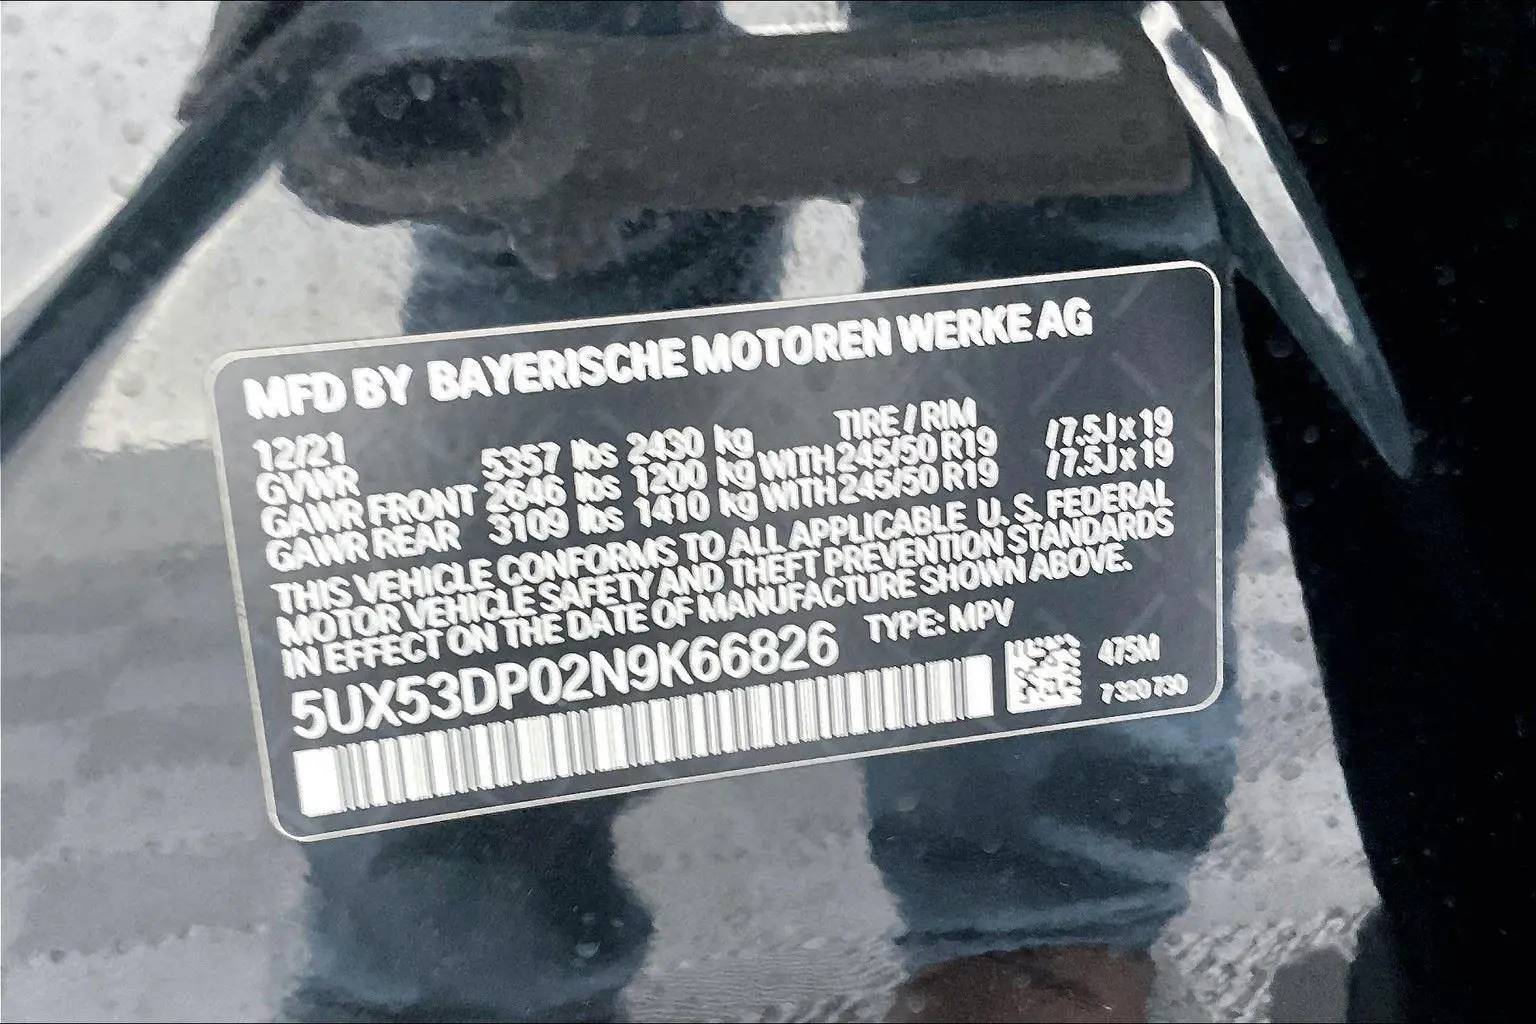 MFD BY BAYERISCHE MOTOREN WERKE AG
12/21 TIRE / RIM
GVWR 5357 lbs 2430 kg
GAWR FRONT 2646 lbs 1200 kg WITH 245/50 R19 /7.5J x 19
GAWR REAR 3109 lbs 1410 kg WITH 245/50 R19 /7.5J x 19
THIS VEHICLE CONFORMS TO ALL APPLICABLE U. S. FEDERAL
MOTOR VEHICLE SAFETY AND THEFT PREVENTION STANDARDS
IN EFFECT ON THE DATE OF MANUFACTURE SHOWN ABOVE.
5UX53DP02N9K66826 TYPE: MPV
475M
7 320 730